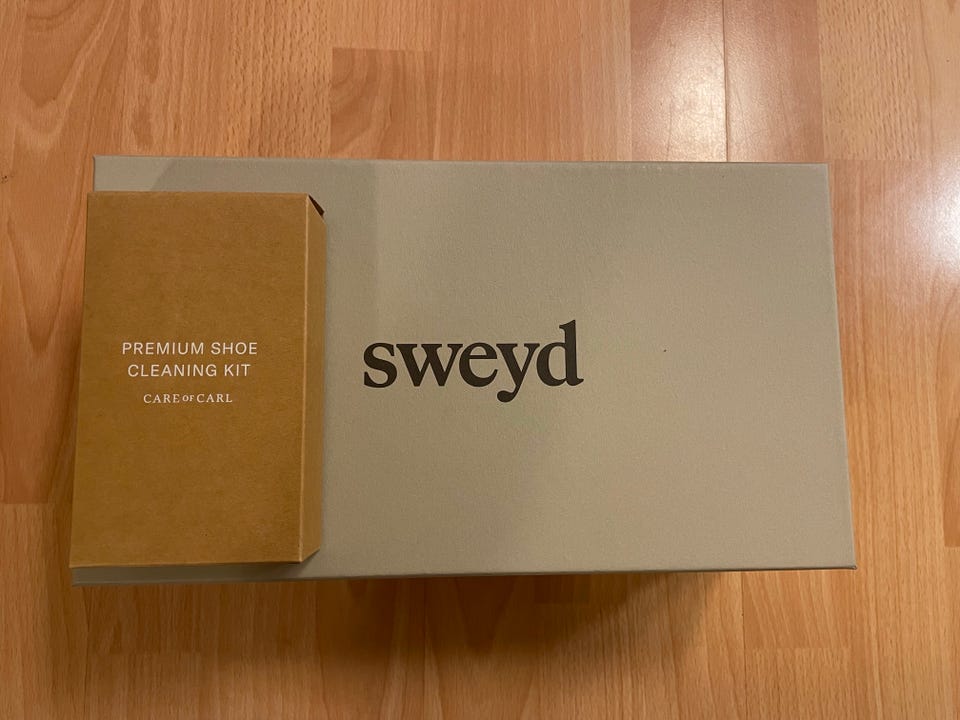 PREMIUM SHOE
CLEANING KIT
CARE OF CARL
sweyd